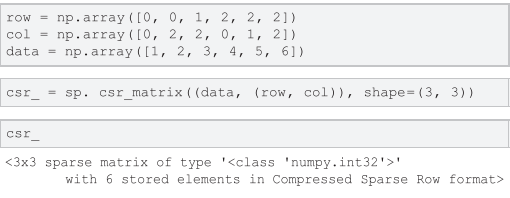 row = np.array([0, 0, 1, 2, 2, 2])
col = np.array([0, 2, 2, 0, 1, 2])
data = np.array([1, 2, 3, 4, 5, 6])
csr_ = sp. csr_matrix((data, (row, col)), shape=(3, 3))
csr_
<3x3 sparse matrix of type '<class 'numpy.int32'>'
        with 6 stored elements in Compressed Sparse Row format>